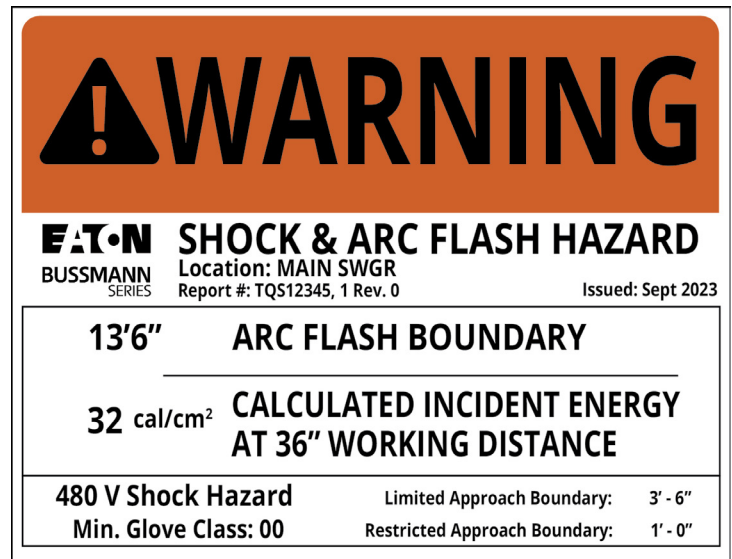 WARNING
EATON
BUSSMANN
SERIES
SHOCK & ARC FLASH HAZARD
Location: MAIN SWGR
Report #: TQS12345, 1 Rev. 0 Issued: Sept 2023
13’6” ARC FLASH BOUNDARY
32 cal/cm² CALCULATED INCIDENT ENERGY
AT 36” WORKING DISTANCE
480 V Shock Hazard Limited Approach Boundary: 3’ - 6”
Min. Glove Class: 00 Restricted Approach Boundary: 1’ - 0”